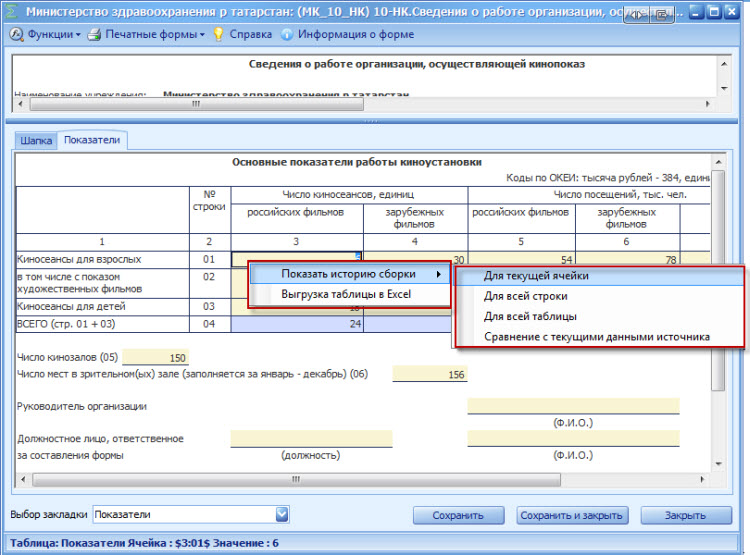 Министерство здравоохранения р татарстан: (МК_10_НК) 10-НК.Сведения о работе организации,
Функции Печатные формы Справка Информация о форме
Сведения о работе организации, осуществляющей кинопоказ
Наименование учреждения: Министерство здравоохранения р татарстан
Шапка Показатели
Основные показатели работы киноустановки
Коды по ОКЕИ: тысяча рублей - 384,
№ строки
Число киносеансов, единиц
Число посещений, тыс. чел.
российских фильмов
зарубежных фильмов
российских фильмов
зарубежных фильмов
1 2 3 4 5 6
Киносеансы для взрослых 01 30 54 78
в том числе с показом
художественных фильмов 02
Показать историю сборки
Выгрузка таблицы в Excel
Для текущей ячейки
Для всей строки
Для всей таблицы
Сравнение с текущими данными источника
Киносеансы для детей 03 18
ВСЕГО (стр. 01 + 03) 04 24
Число кинозалов (05) 150
Число мест в зрительном(ых) зале (заполняется за январь - декабрь) (06) 156
Руководитель организации
(Ф.И.О.)
Должностное лицо, ответственное
за составления формы (должность) (Ф.И.О.)
Выбор закладки Показатели Сохранить Сохранить и закрыть Закрыть
Таблица: Показатели Ячейка : $3:01$ Значение : 6